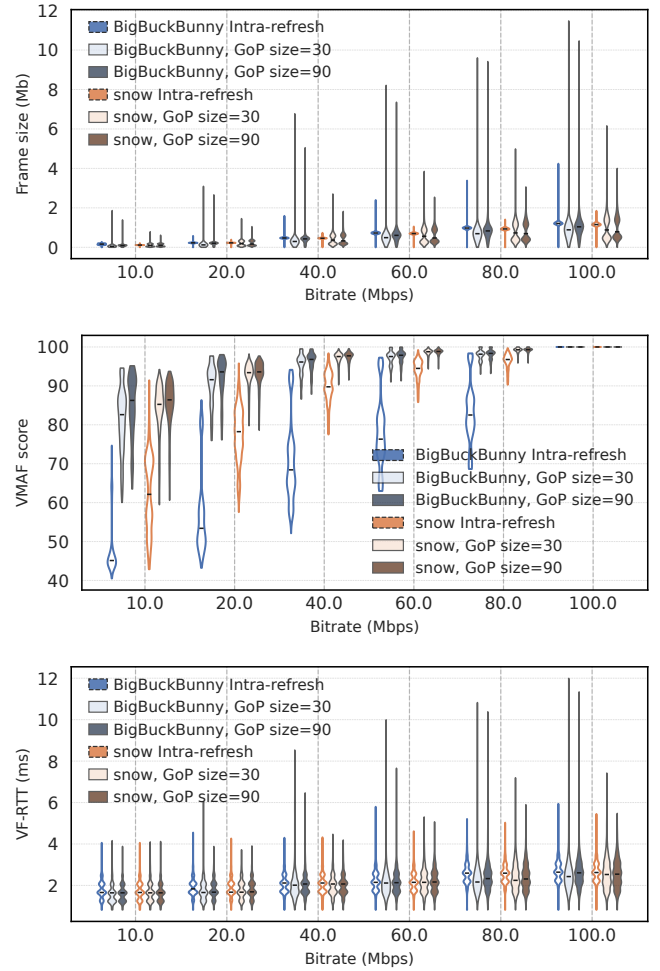 12
10
8
6
4
2
0
Frame size (Mb)
BigBuckBunny Intra-refresh
BigBuckBunny, GoP size=30
BigBuckBunny, GoP size=90
snow Intra-refresh
snow, GoP size=30
snow, GoP size=90
10.0 20.0 40.0 60.0 80.0 100.0
Bitrate (Mbps)
100
90
80
70
60
50
40
VMAF score
BigBuckBunny Intra-refresh
BigBuckBunny, GoP size=30
BigBuckBunny, GoP size=90
snow Intra-refresh
snow, GoP size=30
snow, GoP size=90
10.0 20.0 40.0 60.0 80.0 100.0
Bitrate (Mbps)
12
10
8
6
4
2
VF-RTT (ms)
BigBuckBunny Intra-refresh
BigBuckBunny, GoP size=30
BigBuckBunny, GoP size=90
snow Intra-refresh
snow, GoP size=30
snow, GoP size=90
10.0 20.0 40.0 60.0 80.0 100.0
Bitrate (Mbps)